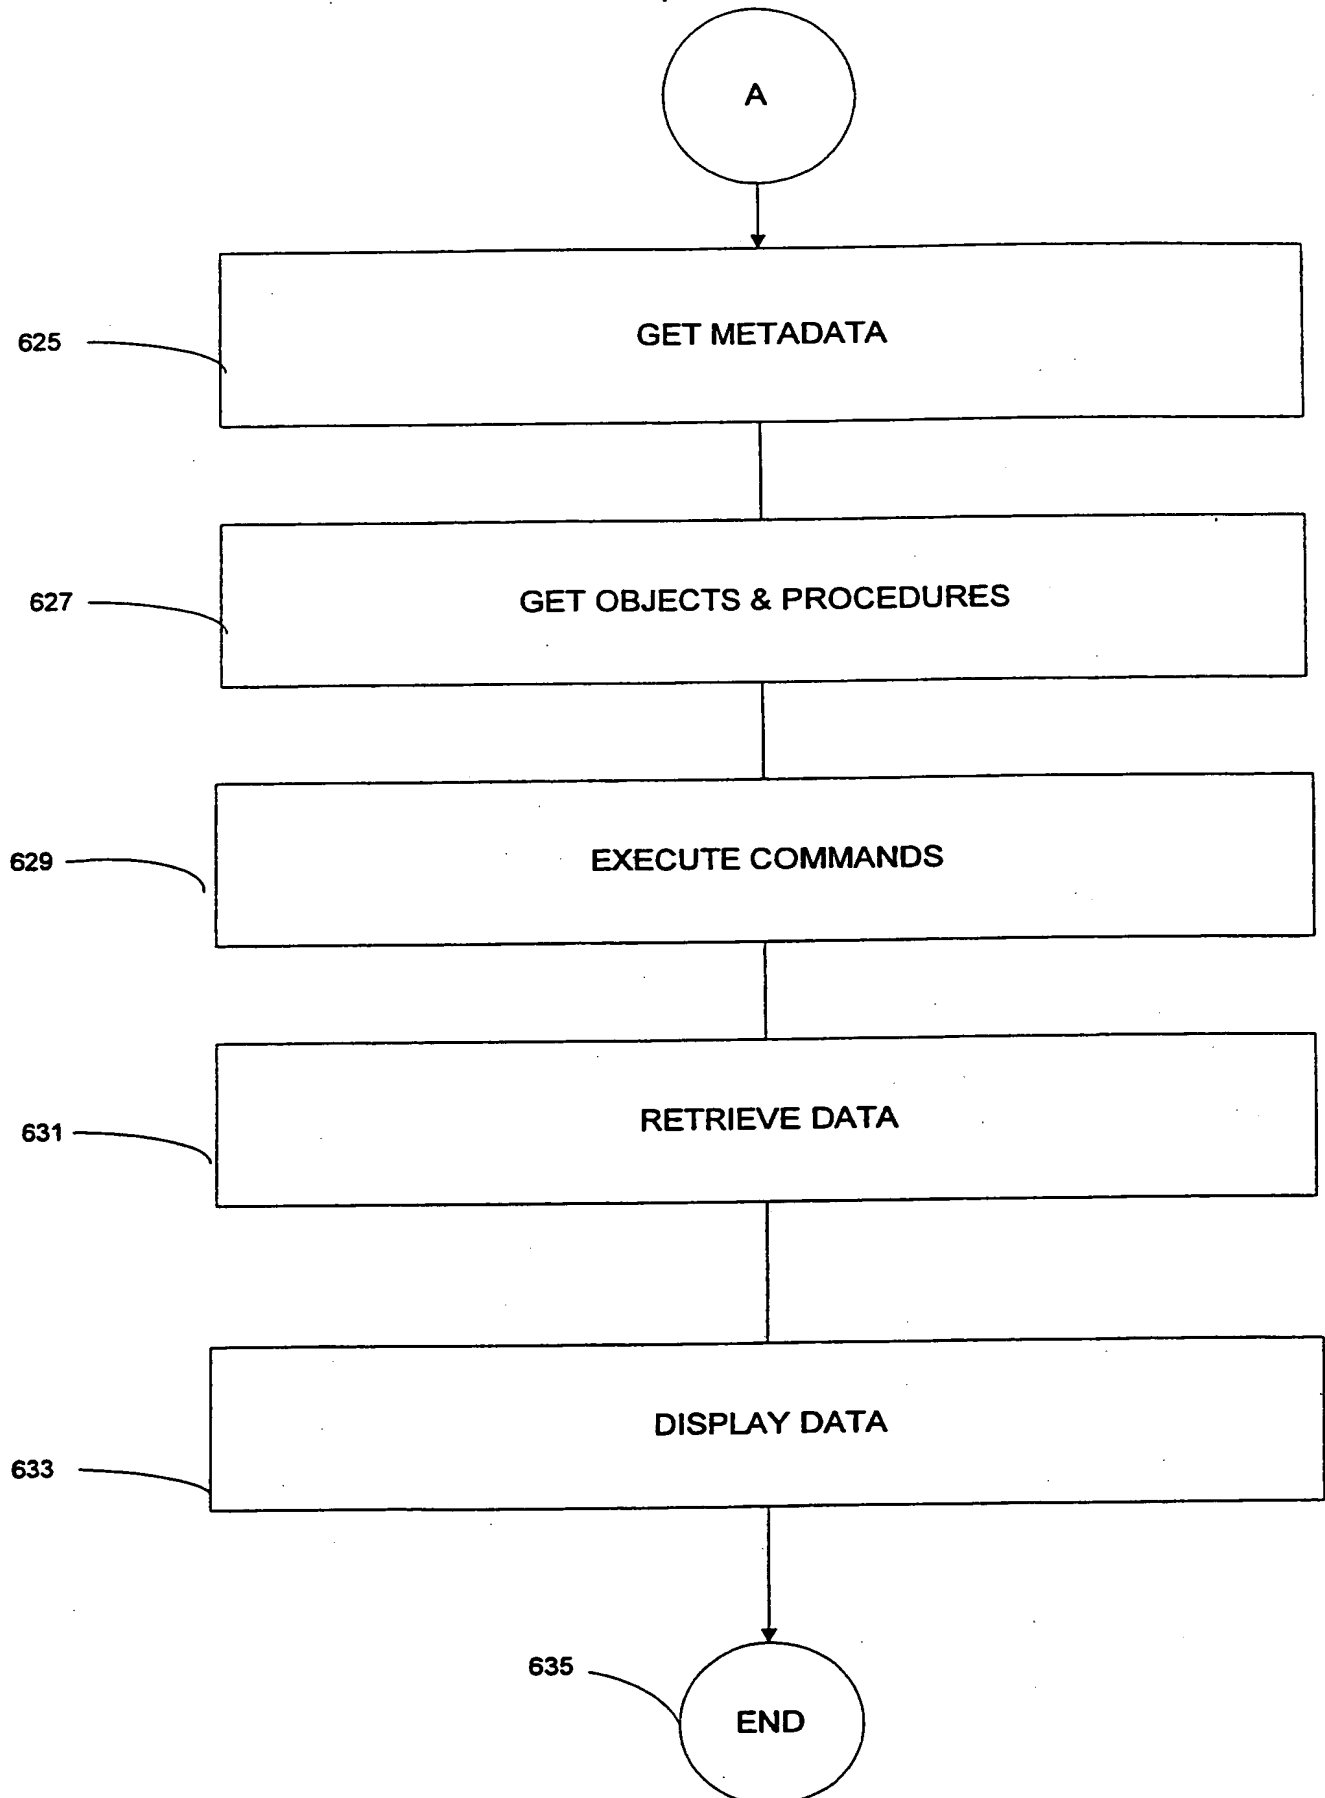 A
625
GET METADATA
627
GET OBJECTS & PROCEDURES
629
EXECUTE COMMANDS
631
RETRIEVE DATA
DISPLAY DATA
633
635
END